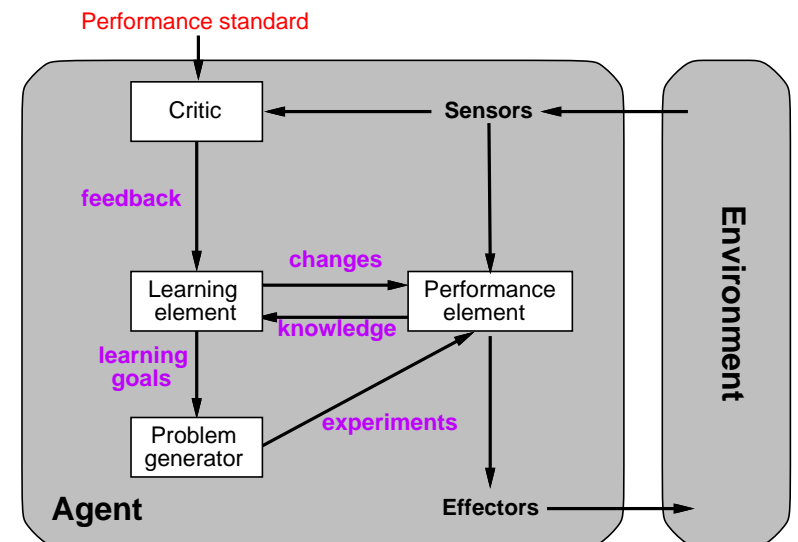 Performance standard
Critic
Sensors
feedback
Environment
changes
Learning
element
Performance
element
knowledge
learning
goals
experiments
Problem
generator
Agent
Effectors